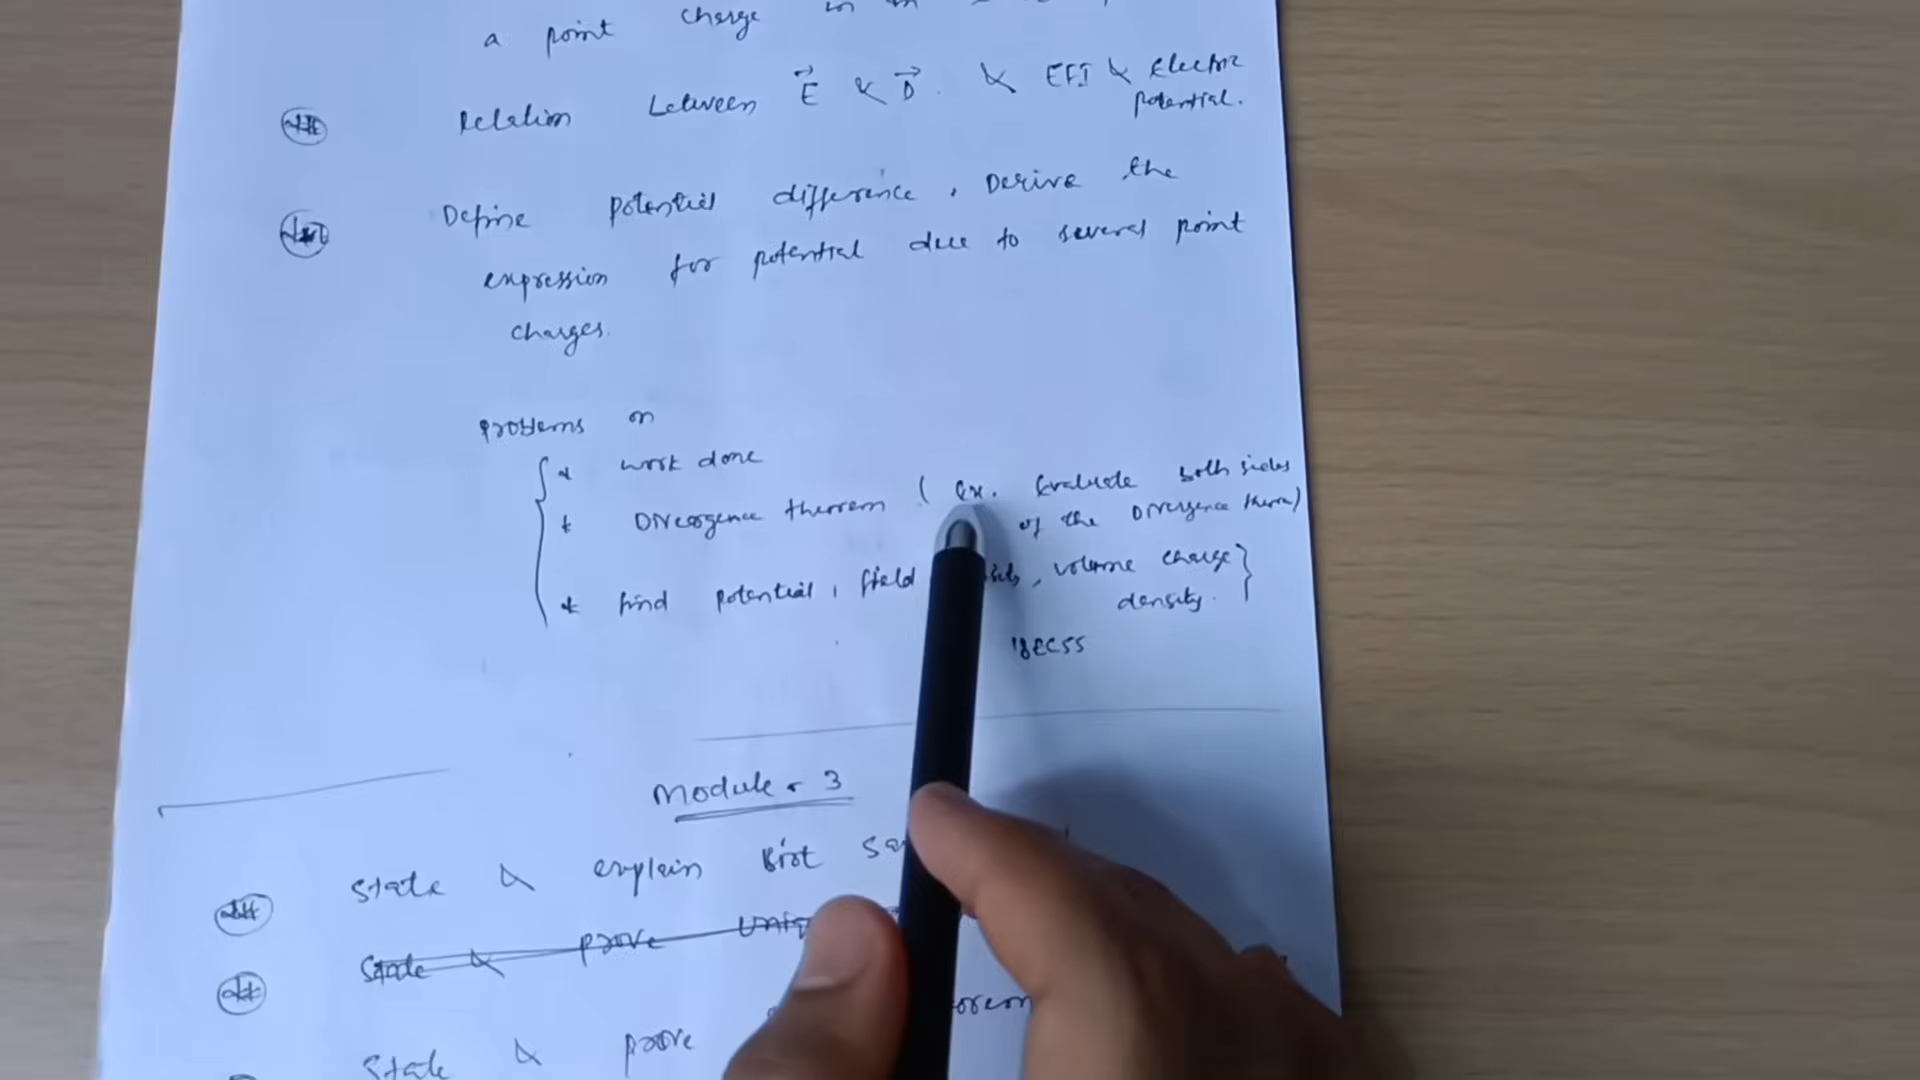 a point charge in
Relation between E & D & EFI & Electric
potential.
Define potential difference, Derive the
expression for potential due to several point
charges.
problems on
* work done
* Divergence theorem (ex. Evaluate both sides
of the Divergence therm)
* find potential, field , volume charge
density.
18EC55
Module - 3
State & explain Biot
State & prove
State & prove